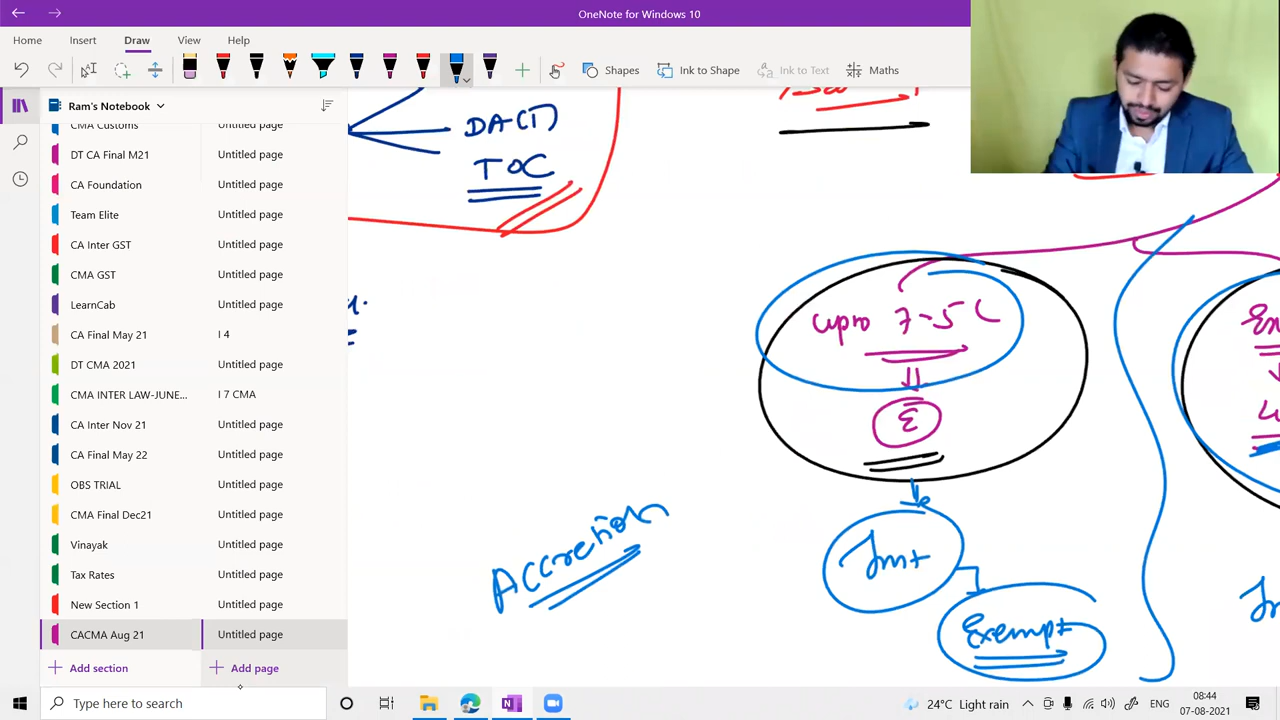 OneNote for Windows 10
Home Insert Draw View Help
Shapes Ink to Shape Ink to Text Maths
Ram's Notebook
CMA Customs Untitled page
DT CA Final M21 Untitled page
CA Foundation Untitled page
Team Elite Untitled page
CA Inter GST Untitled page
CMA GST Untitled page
LearnCab Untitled page
CA Final May 21 I 4
DT CMA 2021 Untitled page
CMA INTER LAW-JUNE... I 7 CMA
CA Inter Nov 21 Untitled page
CA Final May 22 Untitled page
OBS TRIAL Untitled page
CMA Final Dec21 Untitled page
Vinayak Untitled page
Tax Rates Untitled page
New Section 1 Untitled page
CACMA Aug 21 Untitled page
Add section Add page
DA(T)
TOC
upto 7-5 L
E
Accretion
Int
Exempt
Type here to search
24°C Light rain
ENG
08:44
07-08-2021